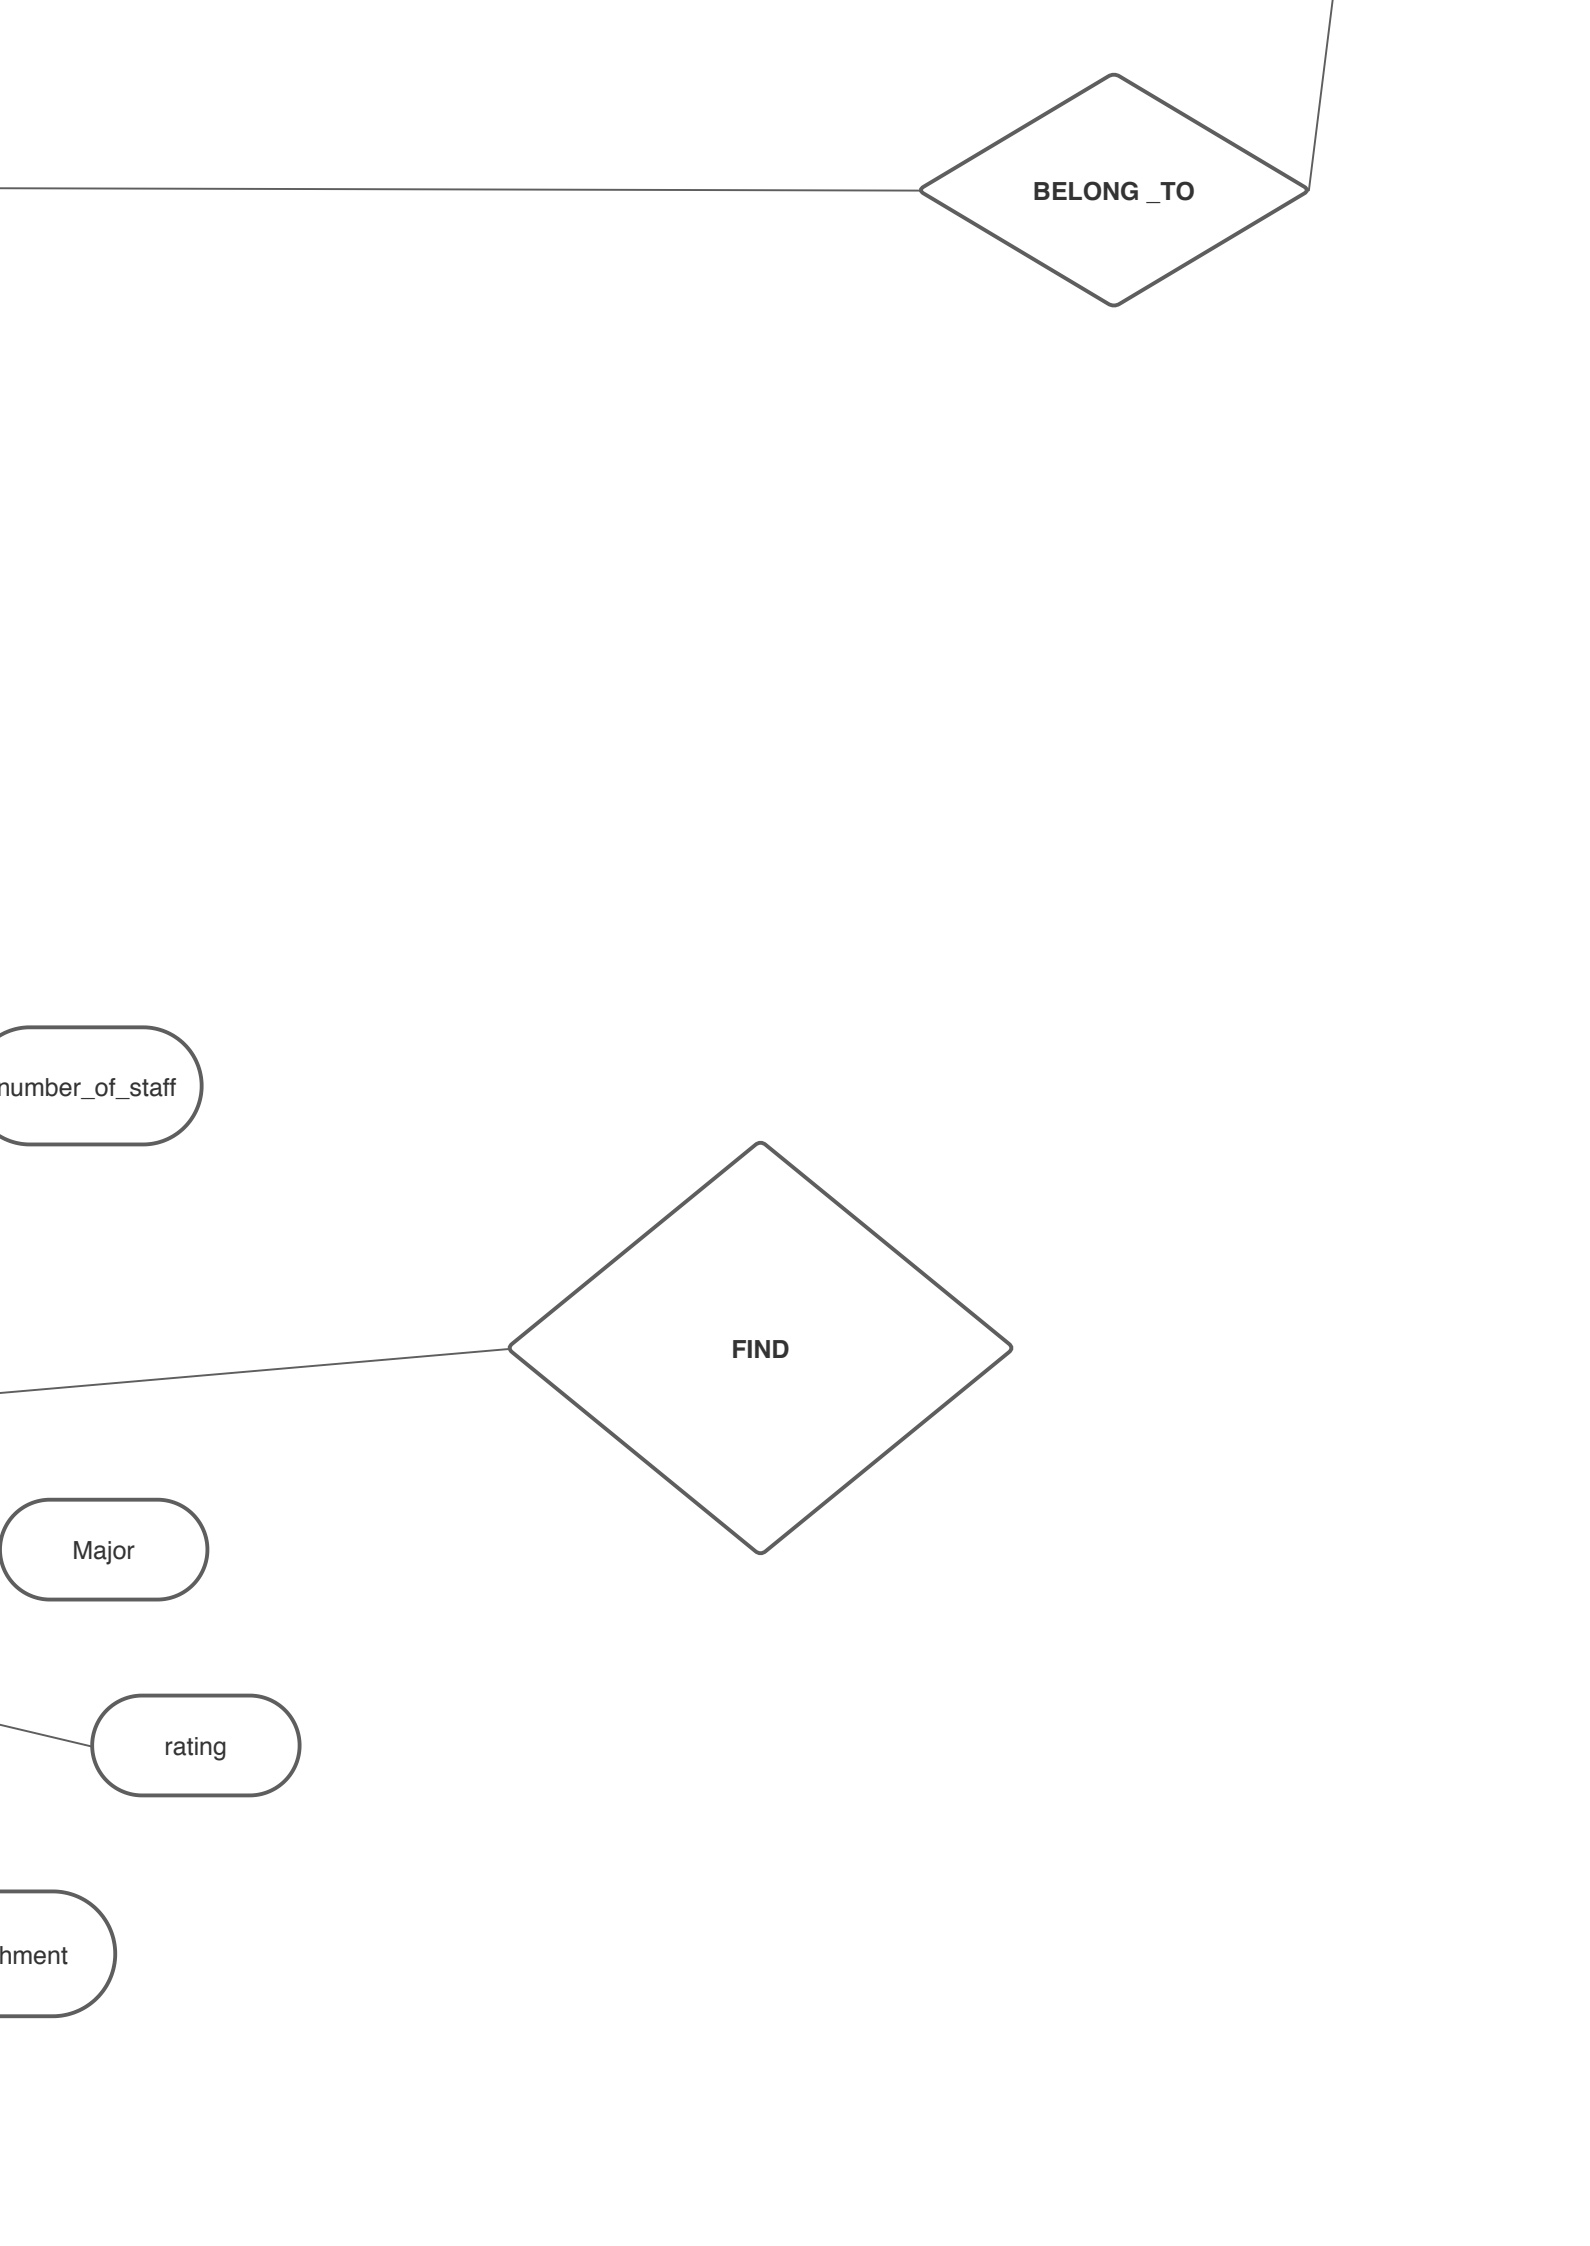 BELONG _TO
number_of_staff
FIND
Major
rating
hment